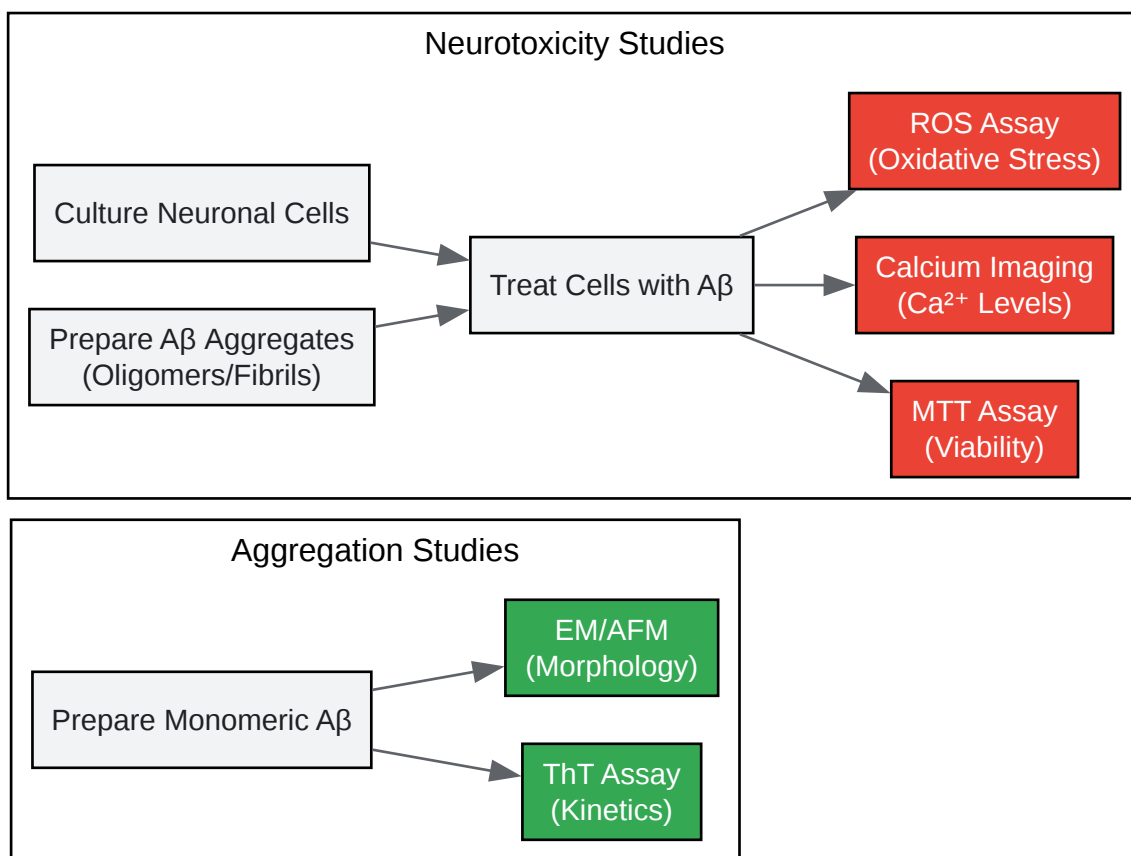 Neurotoxicity Studies
Culture Neuronal Cells
Prepare Aβ Aggregates
(Oligomers/Fibrils)
Treat Cells with Aβ
ROS Assay
(Oxidative Stress)
Calcium Imaging
(Ca²⁺ Levels)
MTT Assay
(Viability)
Aggregation Studies
Prepare Monomeric Aβ
EM/AFM
(Morphology)
ThT Assay
(Kinetics)